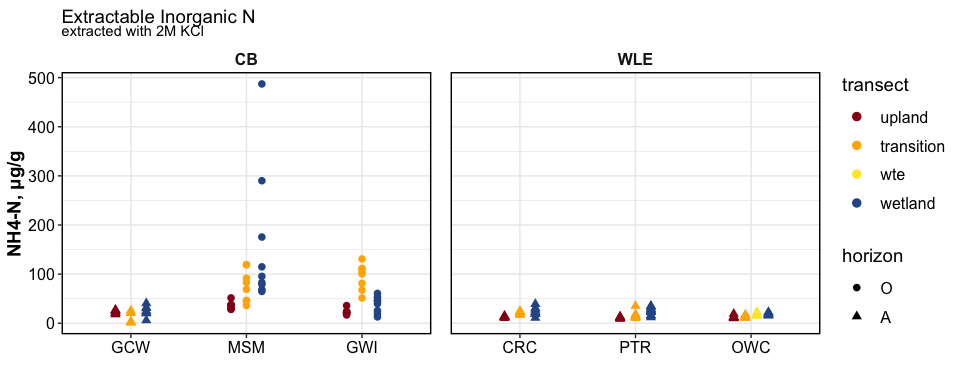 Extractable Inorganic N
extracted with 2M KCl
CB
WLE
NH4-N, μg/g
500
400
300
200
100
0
GCW
MSM
GWI
CRC
PTR
OWC
transect
upland
transition
wte
wetland
horizon
O
A